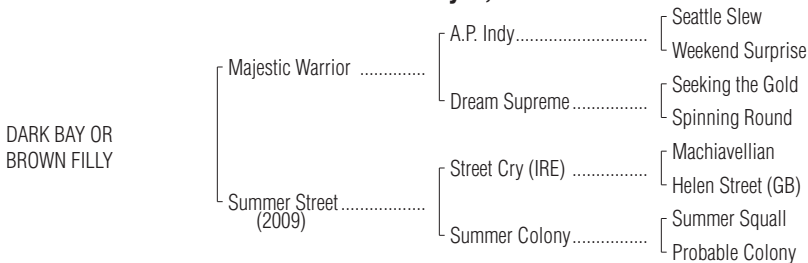 Seattle Slew
A.P. Indy..............................
Weekend Surprise
Majestic Warrior ..............
Seeking the Gold
Dream Supreme.................
Spinning Round
DARK BAY OR
BROWN FILLY
Machiavellian
Street Cry (IRE) .................
Helen Street (GB)
Summer Street...................
(2009)
Summer Squall
Summer Colony.................
Probable Colony